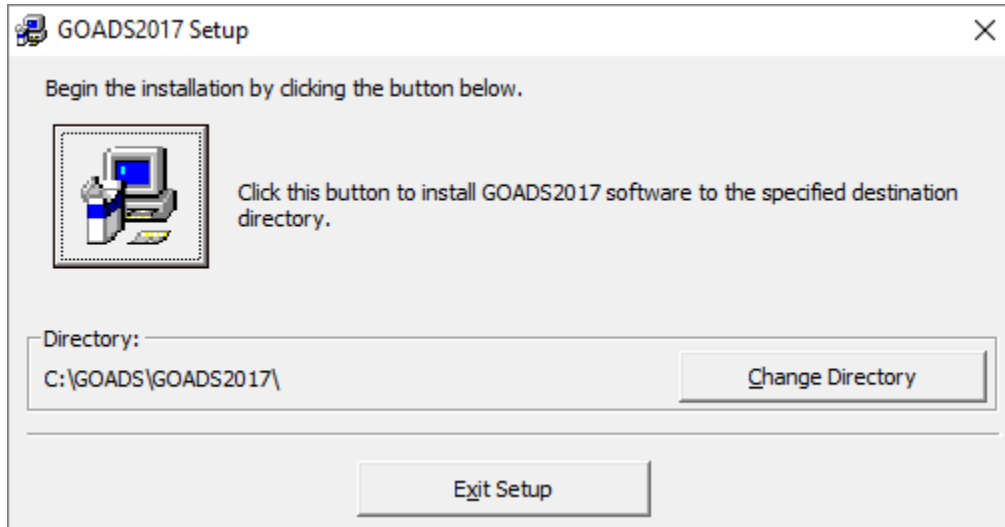 GOADS2017 Setup
Begin the installation by clicking the button below.
Click this button to install GOADS2017 software to the specified destination
directory.
Directory:
C:\GOADS\GOADS2017\
Change Directory
Exit Setup